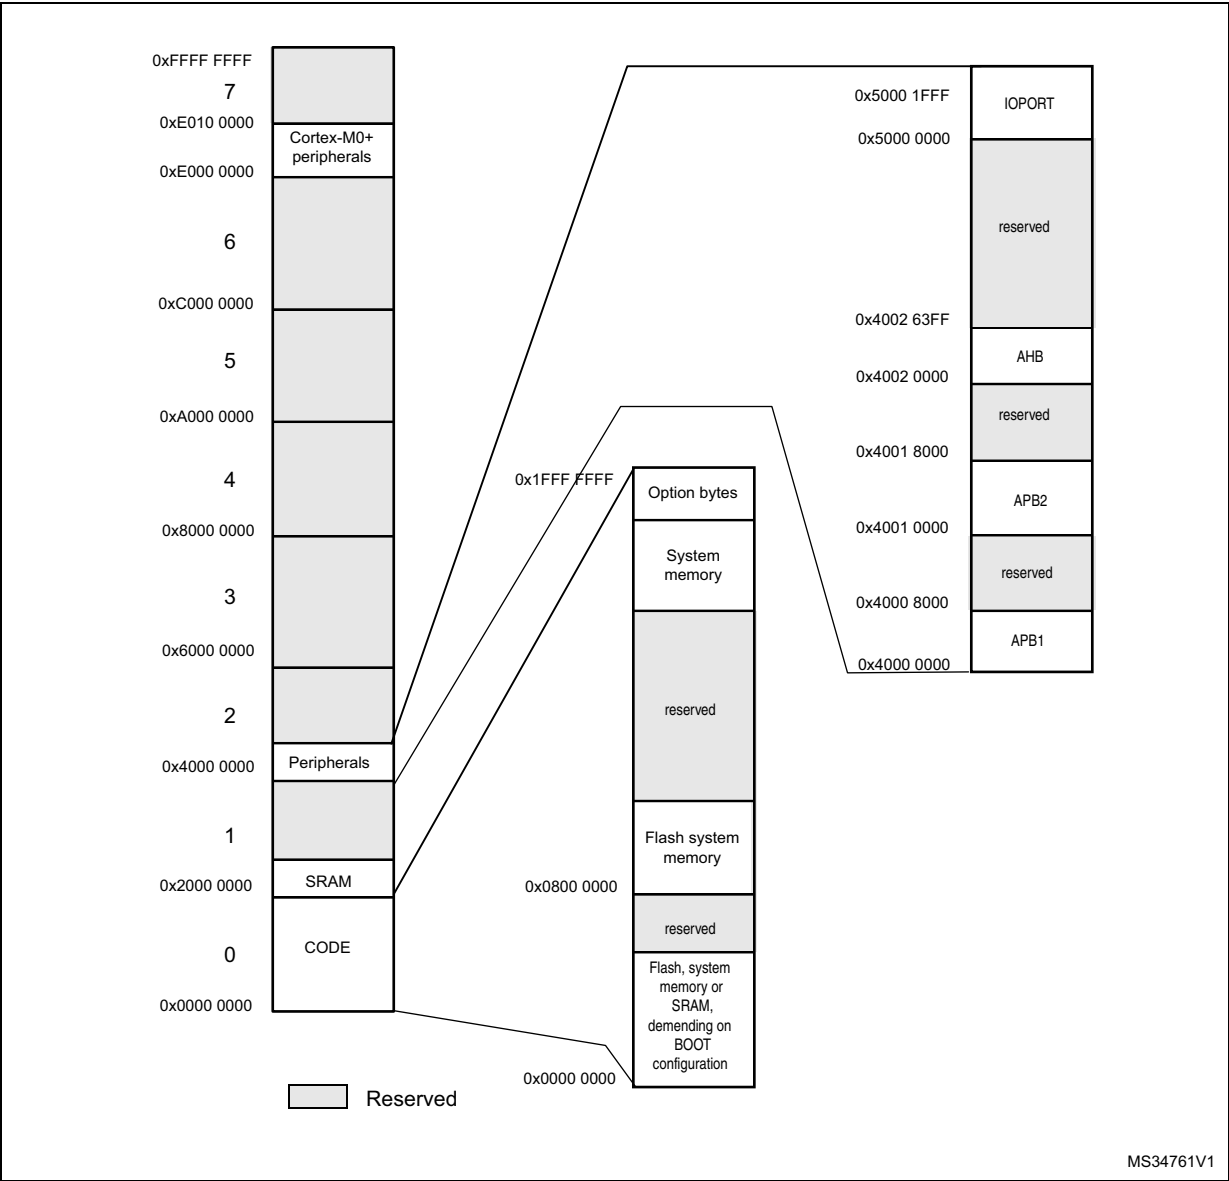 0xFFFF FFFF
7
0xE010 0000
Cortex-M0+
peripherals
0xE000 0000
6
0xC000 0000
5
0xA000 0000
4
0x8000 0000
3
0x6000 0000
2
Peripherals
0x4000 0000
1
SRAM
0x2000 0000
CODE
0
0x0000 0000
Reserved
0x1FFF FFFF
Option bytes
System
memory
reserved
Flash system
memory
0x0800 0000
reserved
Flash, system
memory or
SRAM,
demending on
BOOT
configuration
0x0000 0000
0x5000 1FFF
IOPORT
0x5000 0000
reserved
0x4002 63FF
AHB
0x4002 0000
reserved
0x4001 8000
APB2
0x4001 0000
reserved
0x4000 8000
APB1
0x4000 0000
MS34761V1